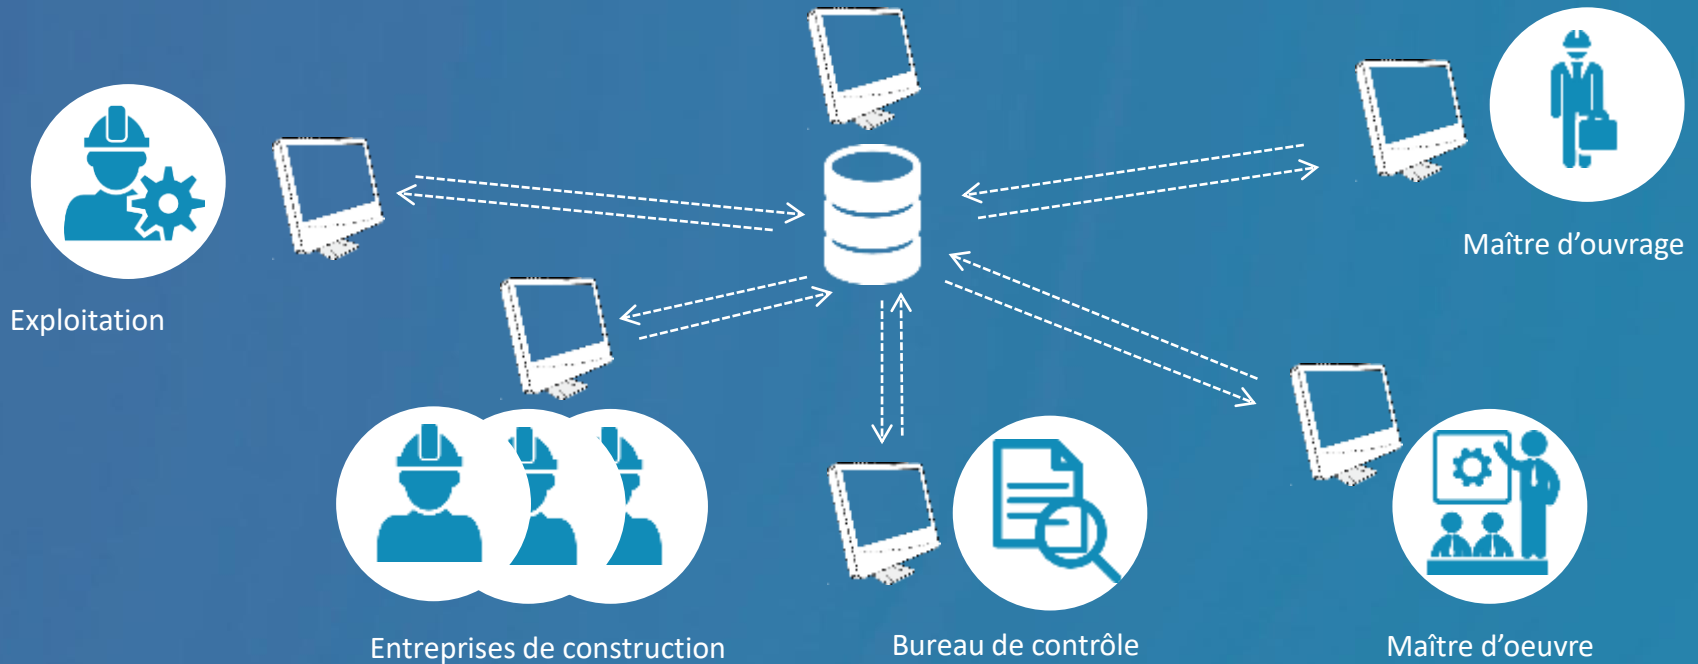 Maître d’ouvrage
Exploitation
Entreprises de construction
Bureau de contrôle
Maître d’oeuvre